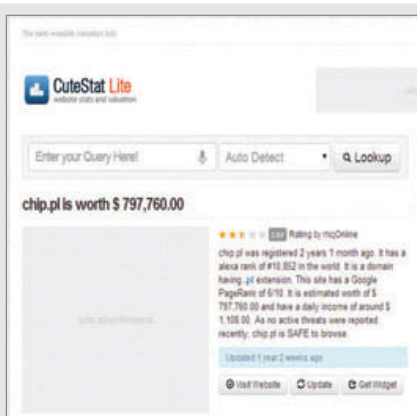 The best website valuation tool
CuteStat Lite
website stats and valuation
Enter your Query Here!
Auto Detect
Lookup
chip.pl is worth $ 797,760.00
Rating by mcjOnline
chip.pl was registered 2 years 1 month ago. It has a
alexa rank of #10,852 in the world. It is a domain
having .pl extension. This site has a Google
PageRank of 6/10. It is estimated worth of $
797,760.00 and have a daily income of around $
1,108.00. As no active threats were reported
recently, chip.pl is SAFE to browse.
Updated 1 year 2 weeks ago
Visit Website
Update
Get Widget